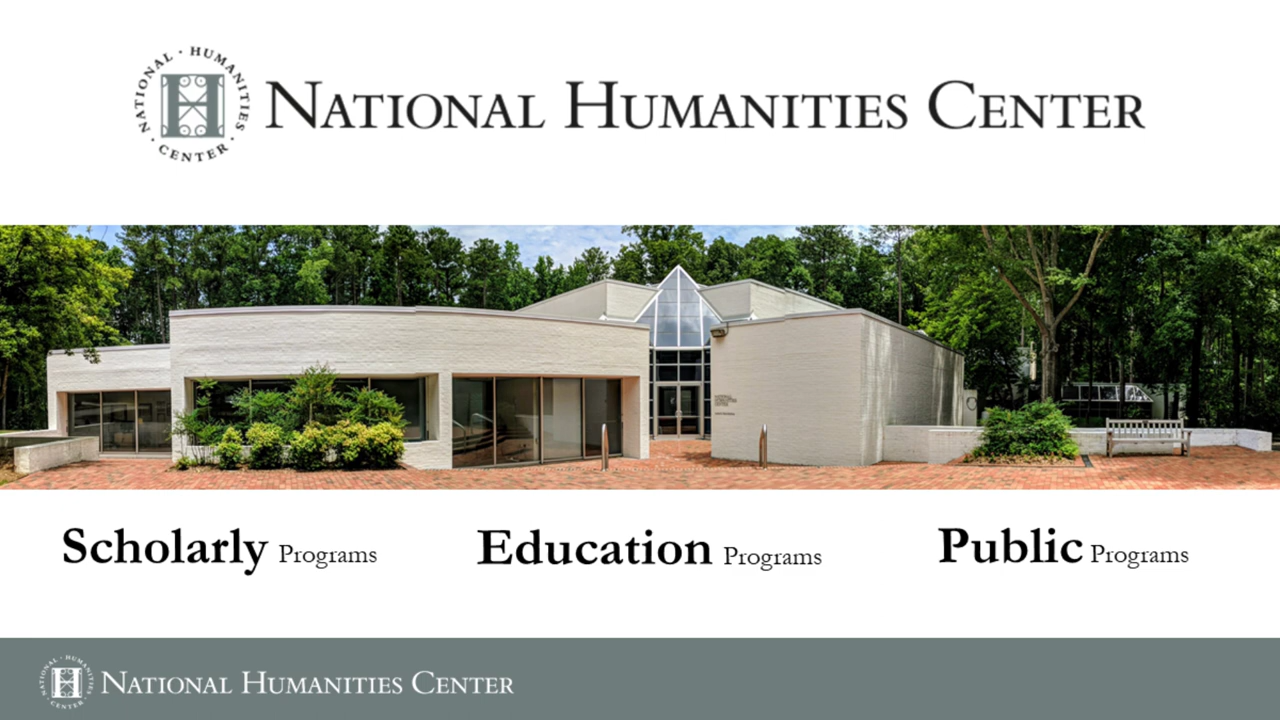 NATIONAL · HUMANITIES · CENTER ·
H
NATIONAL HUMANITIES CENTER
Scholarly Programs
Education Programs
Public Programs
NATIONAL · HUMANITIES · CENTER ·
H
NATIONAL HUMANITIES CENTER